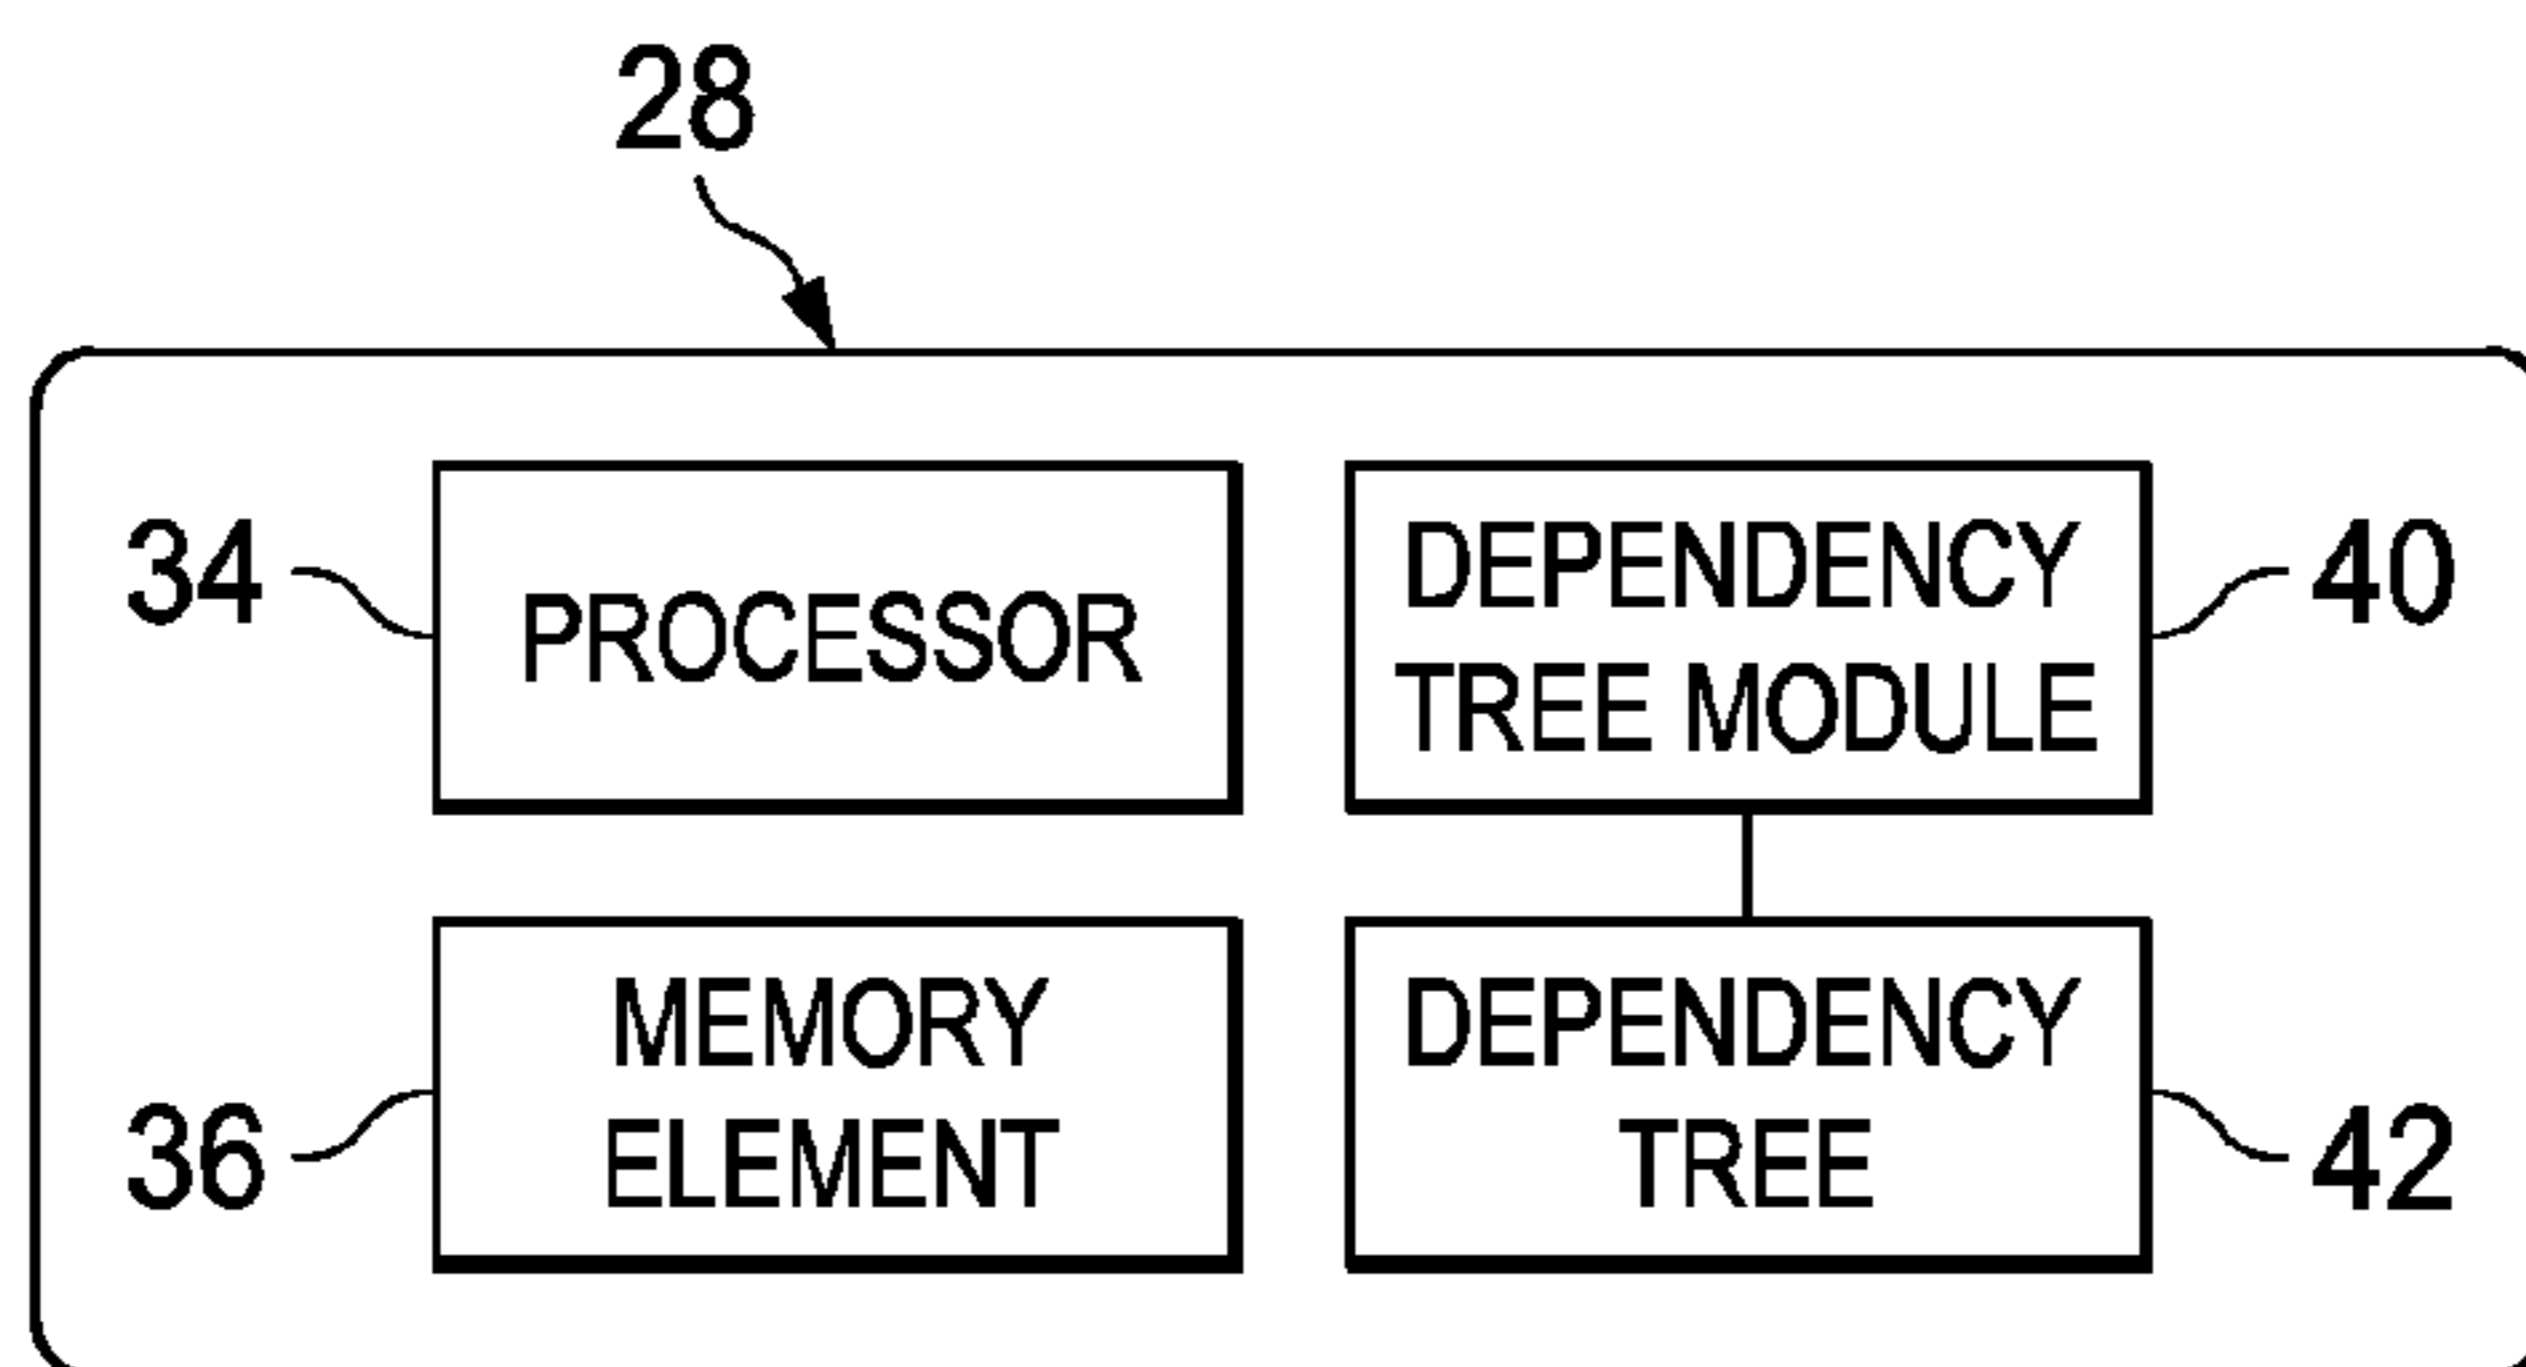 28
34
PROCESSOR
DEPENDENCY
TREE MODULE
40
36
MEMORY
ELEMENT
DEPENDENCY
TREE
42